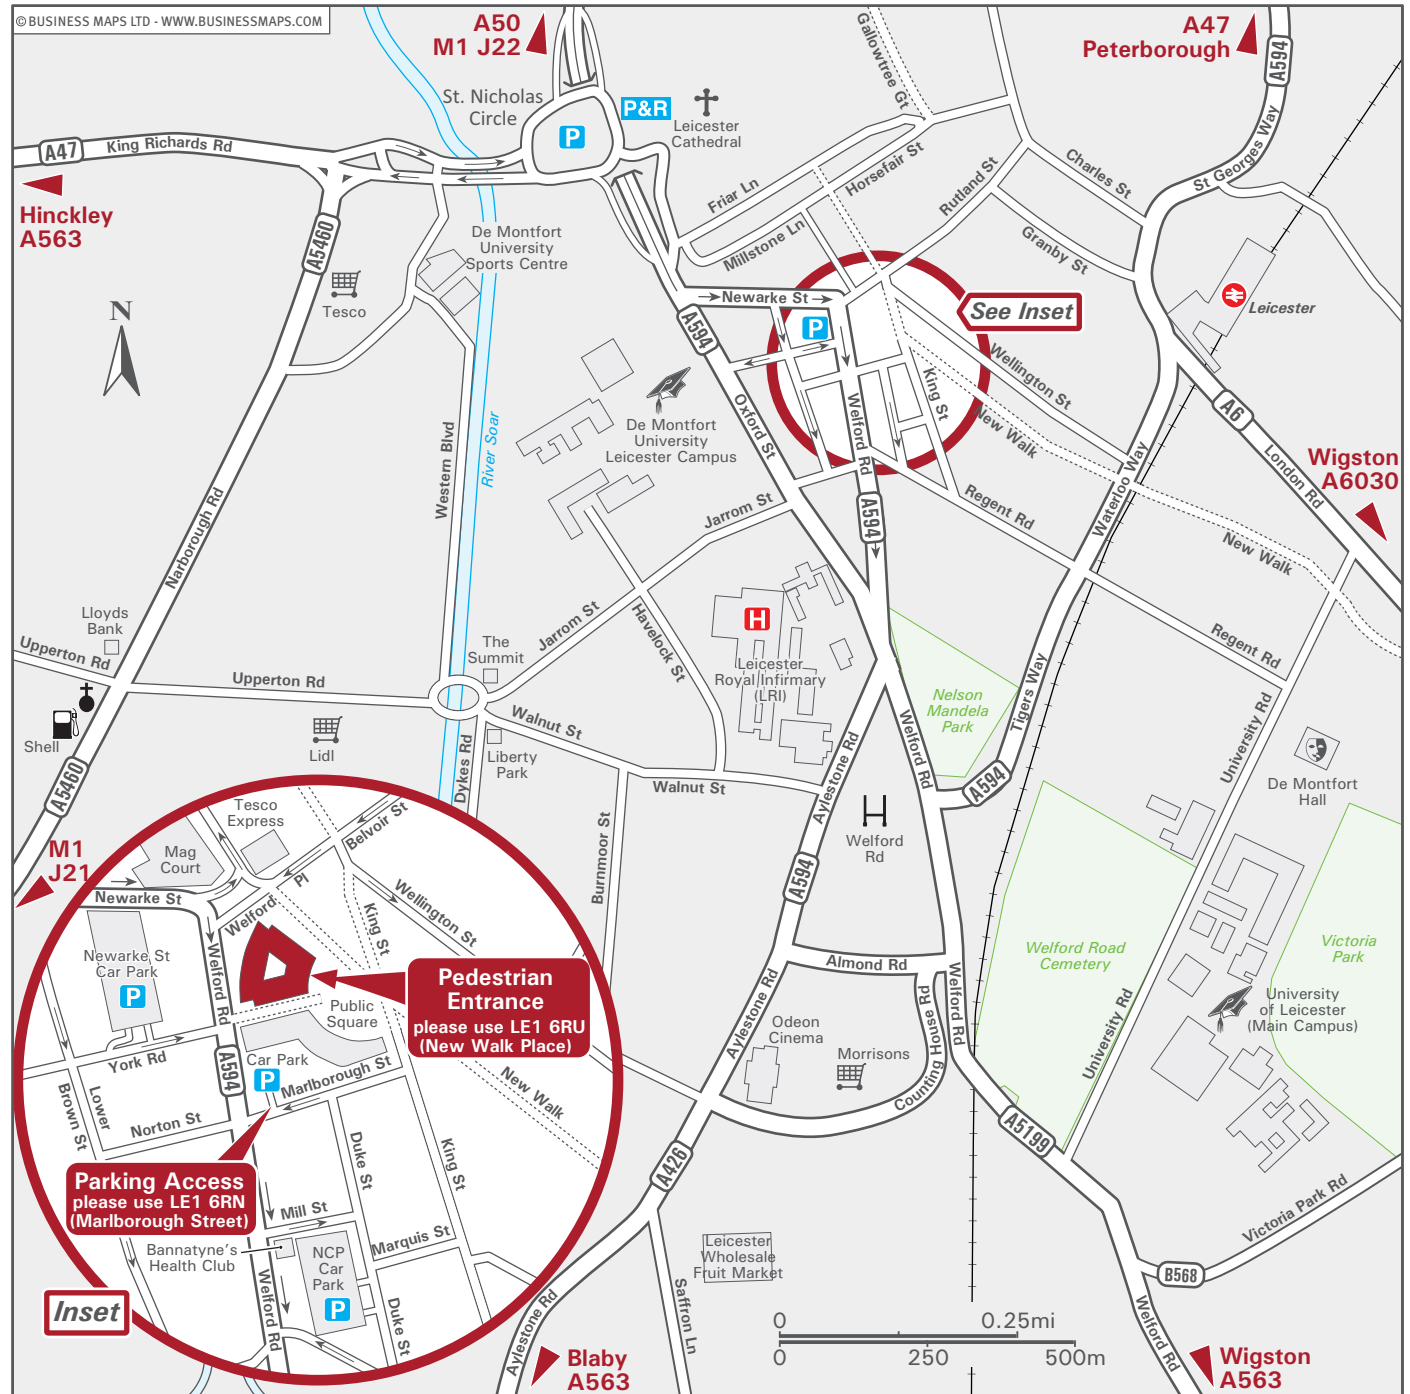 © BUSINESS MAPS LTD - WWW.BUSINESSMAPS.COM
A50
M1 J22
A47
Peterborough
A594
Gallowtree Gt
St. Nicholas
Circle
P&R
P
Leicester
Cathedral
A47
King Richards Rd
Hinckley
A563
A5460
Friar Ln
Horsefair St
Millstone Ln
Rutland St
Charles St
Granby St
St Georges Way
De Montfort
University
Sports Centre
Tesco
N
Newarke St
P
See Inset
Leicester
A594
Wellington St
King St
New Walk
Oxford St
Welford Rd
De Montfort
University
Leicester Campus
Western Blvd
River Soar
A6
London Rd
Wigston
A6030
Waterloo Way
Regent Rd
New Walk
A594
Jarrom St
Narborough Rd
Lloyds
Bank
Upperton Rd
Upperton Rd
The
Summit
Jarrom St
Havelock St
H
Leicester
Royal Infirmary
(LRI)
Regent Rd
Nelson
Mandela
Park
Tigers Way
University Rd
Shell
Lidl
Walnut St
Liberty
Park
Dykes Rd
Walnut St
Aylestone Rd
Welford Rd
A594
De Montfort
Hall
A5460
M1
J21
Burnmoor St
A594
Welford
Rd
Almond Rd
Welford Road
Cemetery
Victoria
Park
University
of Leicester
(Main Campus)
Aylestone Rd
Odeon
Cinema
Morrisons
Counting House Rd
Welford Rd
University Rd
A5199
A426
Victoria Park Rd
B568
Leicester
Wholesale
Fruit Market
Saffron Ln
Aylestone Rd
Blaby
A563
Welford Rd
Wigston
A563
0
0.25mi
0
250
500m
Tesco
Express
Mag
Court
Belvoir St
Newarke St
Welford Pl
Wellington St
King St
Newarke St
Car Park
P
Welford Rd
Pedestrian
Entrance
please use LE1 6RU
(New Walk Place)
Public
Square
York Rd
A594
Car Park
P
Marlborough St
New Walk
Brown St
Lower
Norton St
Duke St
King St
Parking Access
please use LE1 6RN
(Marlborough Street)
Mill St
Marquis St
Bannatyne's
Health Club
NCP
Car
Park
P
Welford Rd
Duke St
Inset